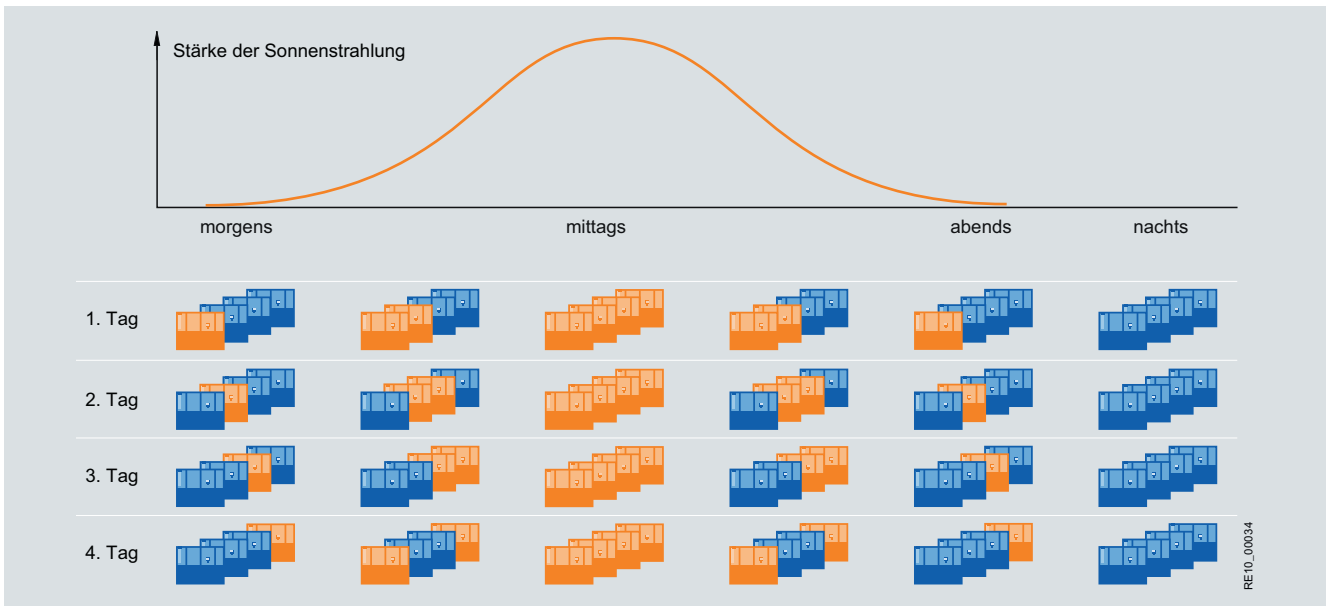 Stärke der Sonnenstrahlung
morgens mittags abends nachts
1. Tag
2. Tag
3. Tag
4. Tag
RE10_00034